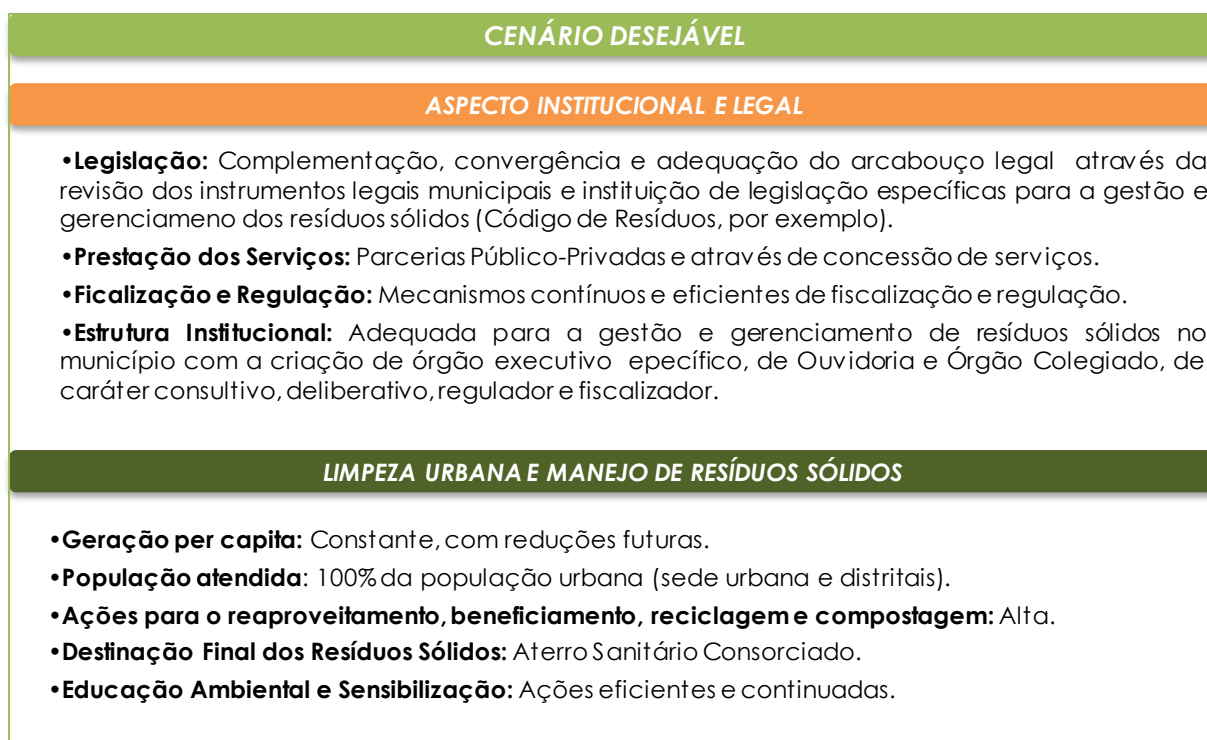 CENÁRIO DESEJÁVEL
ASPECTO INSTITUCIONAL E LEGAL
•Legislação: Complementação, convergência e adequação do arcabouço legal através da
revisão dos instrumentos legais municipais e instituição de legislação específicas para a gestão e
gerenciameno dos resíduos sólidos (Código de Resíduos, por exemplo).
•Prestação dos Serviços: Parcerias Público-Privadas e através de concessão de serviços.
•Ficalização e Regulação: Mecanismos contínuos e eficientes de fiscalização e regulação.
•Estrutura Institucional: Adequada para a gestão e gerenciamento de resíduos sólidos no
município com a criação de órgão executivo epecífico, de Ouvidoria e Órgão Colegiado, de
caráter consultivo, deliberativo, regulador e fiscalizador.
LIMPEZA URBANA E MANEJO DE RESÍDUOS SÓLIDOS
•Geração per capita: Constante, com reduções futuras.
•População atendida: 100% da população urbana (sede urbana e distritais).
•Ações para o reaproveitamento, beneficiamento, reciclagem e compostagem: Alta.
•Destinação Final dos Resíduos Sólidos: Aterro Sanitário Consorciado.
•Educação Ambiental e Sensibilização: Ações eficientes e continuadas.